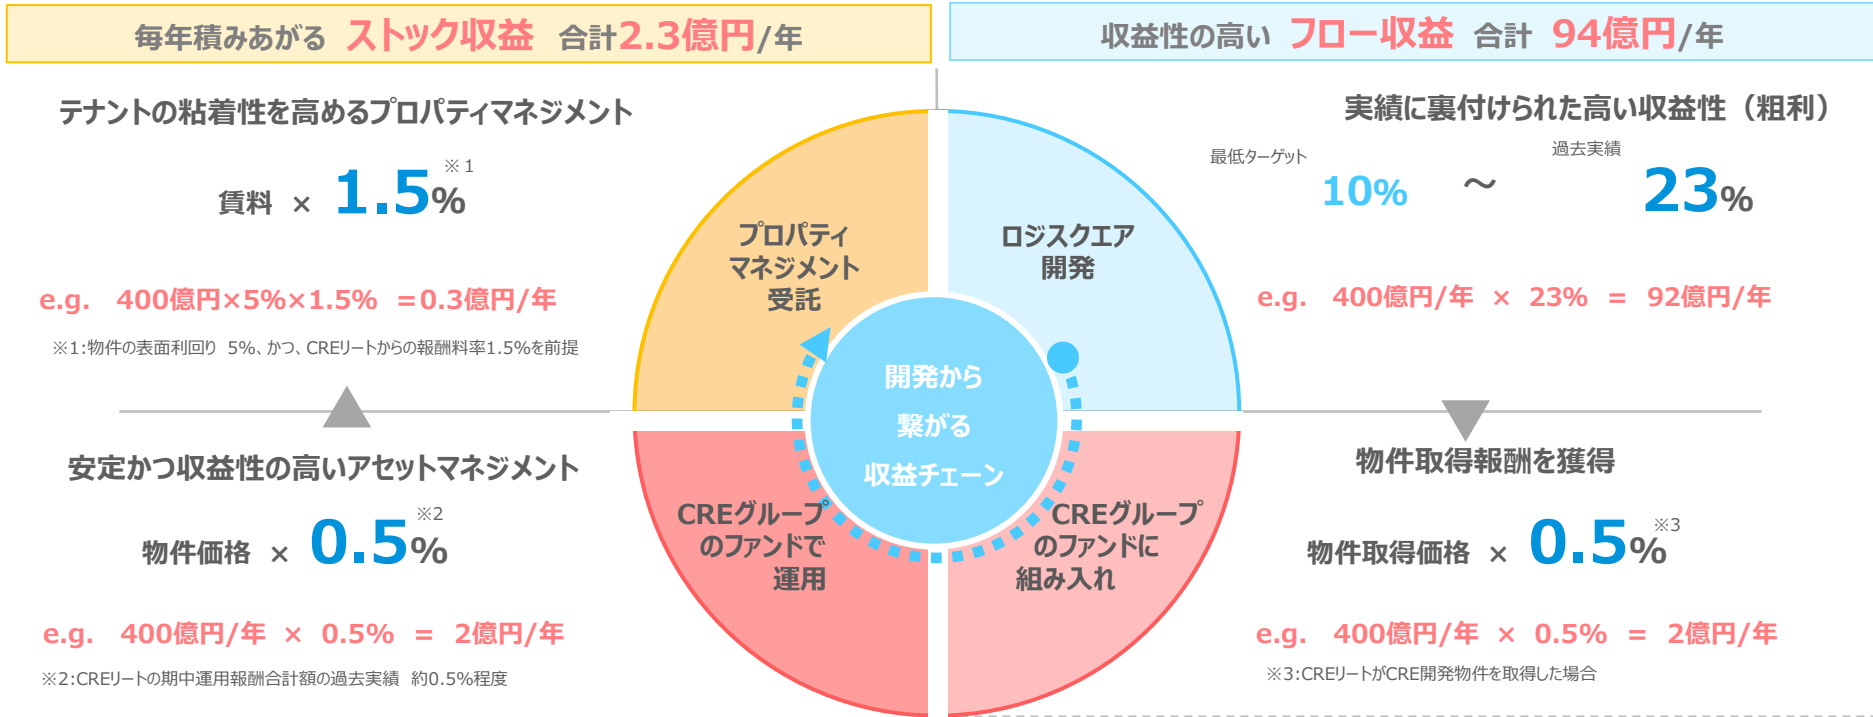 毎年積みあがる ストック収益 合計2.3億円/年
収益性の高い フロー収益 合計 94億円/年
テナントの粘着性を高めるプロパティマネジメント
賃料 × 1.5% ※1
e.g. 400億円×5%×1.5% =0.3億円/年
※1:物件の表面利回り 5%、かつ、CREリートからの報酬料率1.5%を前提
実績に裏付けられた高い収益性（粗利）
最低ターゲット
過去実績
10% ～ 23%
e.g. 400億円/年 × 23% = 92億円/年
プロパティ
マネジメント
受託
ロジスクエア
開発
開発から
繋がる
収益チェーン
安定かつ収益性の高いアセットマネジメント
物件価格 × 0.5% ※2
e.g. 400億円/年 × 0.5% = 2億円/年
※2:CREリートの期中運用報酬合計額の過去実績 約0.5%程度
CREグループ
のファンドで
運用
CREグループ
のファンドに
組み入れ
物件取得報酬を獲得
物件取得価格 × 0.5% ※3
e.g. 400億円/年 × 0.5% = 2億円/年
※3:CREリートがCRE開発物件を取得した場合